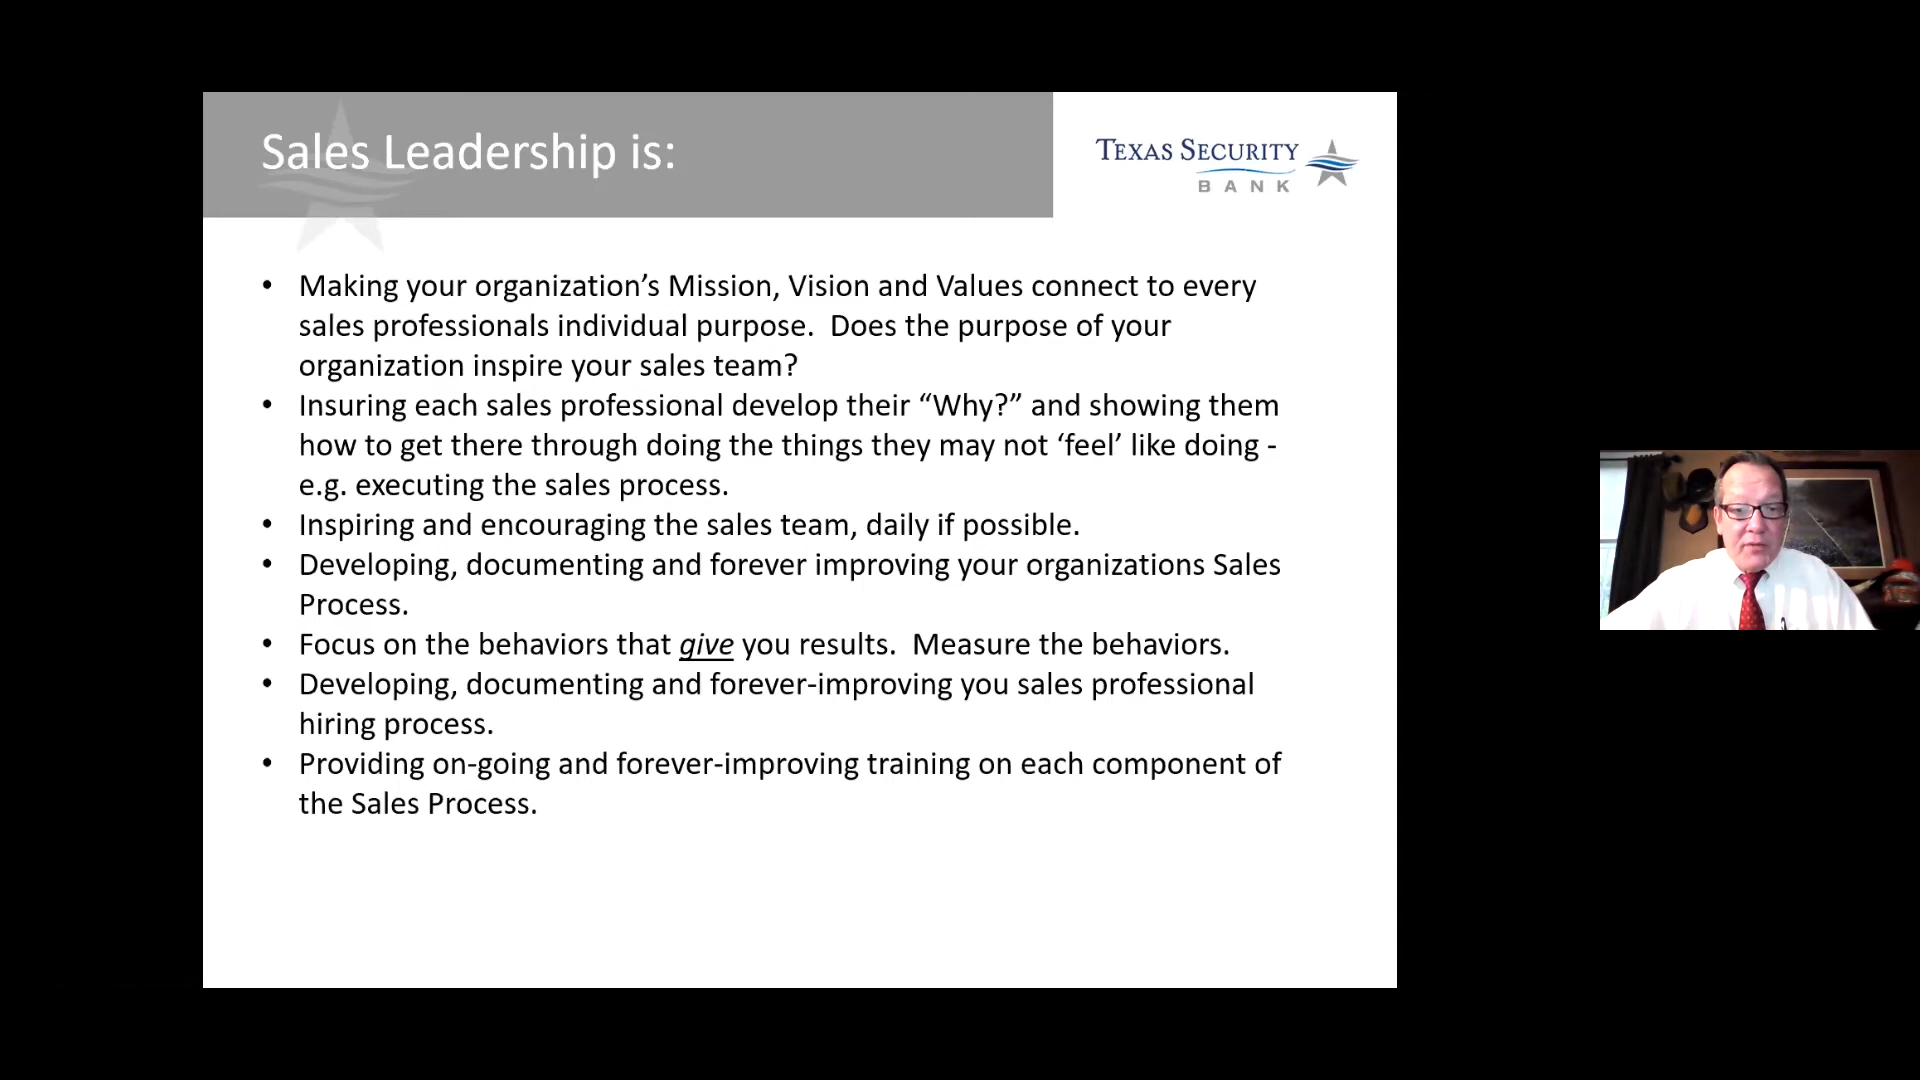 Sales Leadership is:
TEXAS SECURITY
BANK
• Making your organization’s Mission, Vision and Values connect to every
sales professionals individual purpose.  Does the purpose of your
organization inspire your sales team?
• Insuring each sales professional develop their “Why?” and showing them
how to get there through doing the things they may not ‘feel’ like doing -
e.g. executing the sales process.
• Inspiring and encouraging the sales team, daily if possible.
• Developing, documenting and forever improving your organizations Sales
Process.
• Focus on the behaviors that give you results.  Measure the behaviors.
• Developing, documenting and forever-improving you sales professional
hiring process.
• Providing on-going and forever-improving training on each component of
the Sales Process.